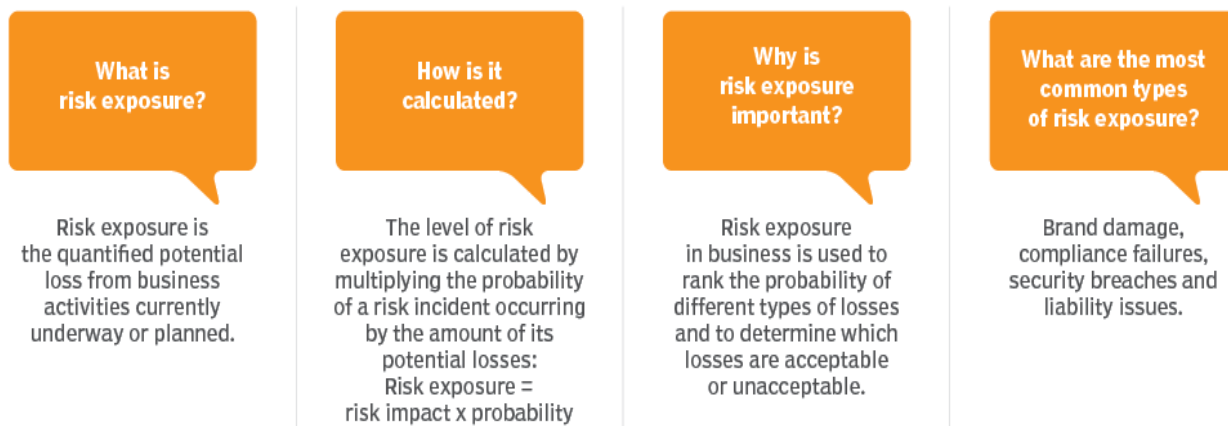 What is
risk exposure?
Risk exposure is
the quantified potential
loss from business
activities currently
underway or planned.
How is it
calculated?
The level of risk
exposure is calculated by
multiplying the probability
of a risk incident occurring
by the amount of its
potential losses:
Risk exposure =
risk impact x probability
Why is
risk exposure
important?
Risk exposure
in business is used to
rank the probability of
different types of losses
and to determine which
losses are acceptable
or unacceptable.
What are the most
common types
of risk exposure?
Brand damage,
compliance failures,
security breaches and
liability issues.